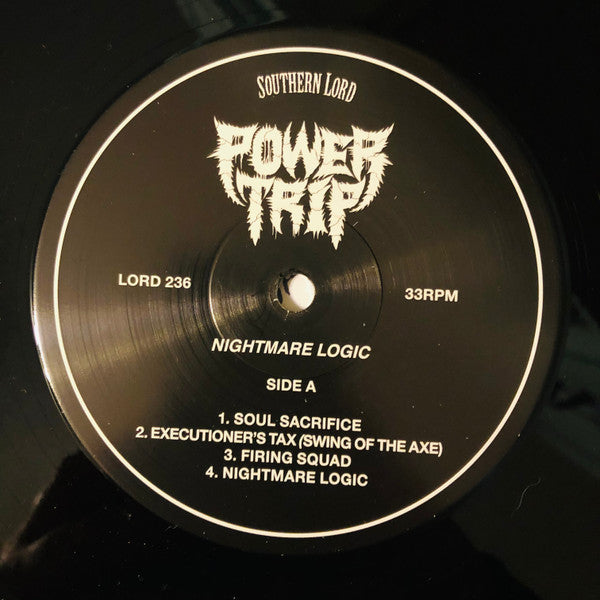 SOUTHERN LORD
POWER
TRIP
LORD 236
33RPM
NIGHTMARE LOGIC
SIDE A
1. SOUL SACRIFICE
2. EXECUTIONER'S TAX (SWING OF THE AXE)
3. FIRING SQUAD
4. NIGHTMARE LOGIC